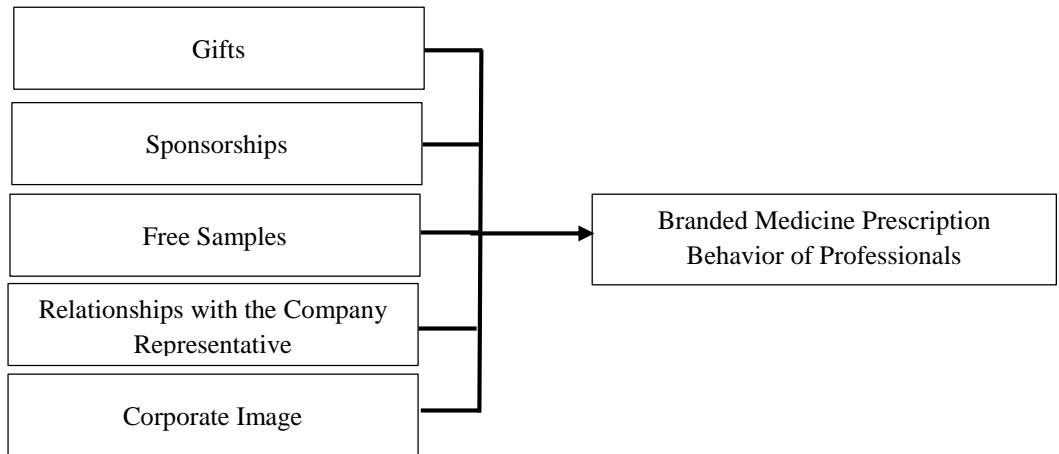 Gifts
Sponsorships
Free Samples
Relationships with the Company
Representative
Corporate Image
Branded Medicine Prescription
Behavior of Professionals